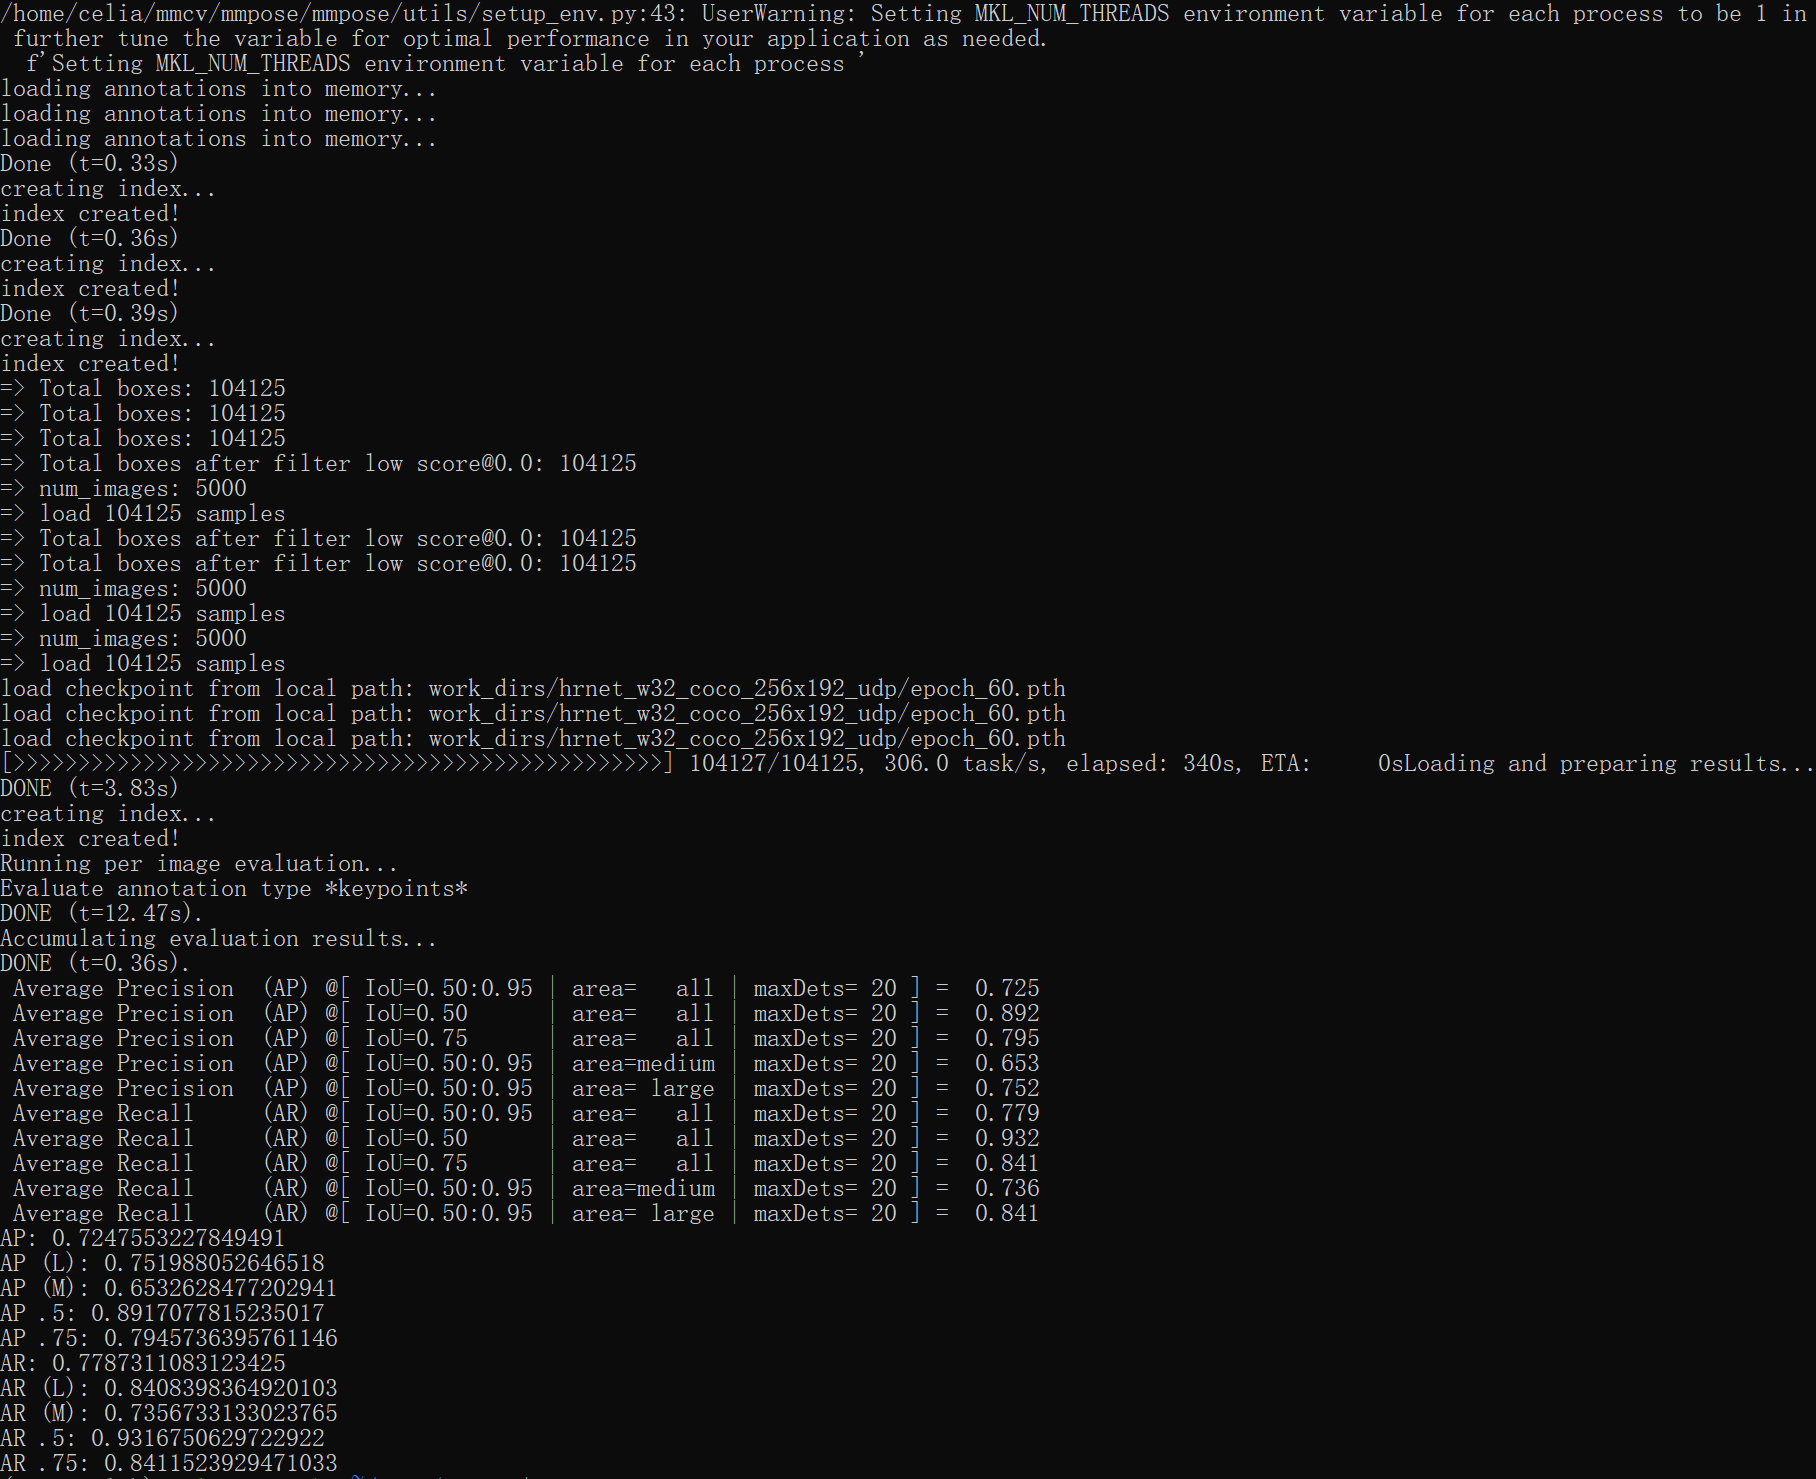 /home/celia/mmcv/mmpose/mmpose/utils/setup_env.py:43: UserWarning: Setting MKL_NUM_THREADS environment variable for each process to be 1 in
 further tune the variable for optimal performance in your application as needed.
  f'Setting MKL_NUM_THREADS environment variable for each process '
loading annotations into memory...
loading annotations into memory...
loading annotations into memory...
Done (t=0.33s)
creating index...
index created!
Done (t=0.36s)
creating index...
index created!
Done (t=0.39s)
creating index...
index created!
=> Total boxes: 104125
=> Total boxes: 104125
=> Total boxes: 104125
=> Total boxes after filter low score@0.0: 104125
=> num_images: 5000
=> load 104125 samples
=> Total boxes after filter low score@0.0: 104125
=> Total boxes after filter low score@0.0: 104125
=> num_images: 5000
=> load 104125 samples
=> num_images: 5000
=> load 104125 samples
load checkpoint from local path: work_dirs/hrnet_w32_coco_256x192_udp/epoch_60.pth
load checkpoint from local path: work_dirs/hrnet_w32_coco_256x192_udp/epoch_60.pth
load checkpoint from local path: work_dirs/hrnet_w32_coco_256x192_udp/epoch_60.pth
[>>>>>>>>>>>>>>>>>>>>>>>>>>>>>>>>>>>>>>>>>>>>>>>>>>] 104127/104125, 306.0 task/s, elapsed: 340s, ETA:     0sLoading and preparing results...
DONE (t=3.83s)
creating index...
index created!
Running per image evaluation...
Evaluate annotation type *keypoints*
DONE (t=12.47s).
Accumulating evaluation results...
DONE (t=0.36s).
 Average Precision  (AP) @[ IoU=0.50:0.95 | area=   all | maxDets= 20 ] =  0.725
 Average Precision  (AP) @[ IoU=0.50      | area=   all | maxDets= 20 ] =  0.892
 Average Precision  (AP) @[ IoU=0.75      | area=   all | maxDets= 20 ] =  0.795
 Average Precision  (AP) @[ IoU=0.50:0.95 | area=medium | maxDets= 20 ] =  0.653
 Average Precision  (AP) @[ IoU=0.50:0.95 | area= large | maxDets= 20 ] =  0.752
 Average Recall     (AR) @[ IoU=0.50:0.95 | area=   all | maxDets= 20 ] =  0.779
 Average Recall     (AR) @[ IoU=0.50      | area=   all | maxDets= 20 ] =  0.932
 Average Recall     (AR) @[ IoU=0.75      | area=   all | maxDets= 20 ] =  0.841
 Average Recall     (AR) @[ IoU=0.50:0.95 | area=medium | maxDets= 20 ] =  0.736
 Average Recall     (AR) @[ IoU=0.50:0.95 | area= large | maxDets= 20 ] =  0.841
AP: 0.7247553227849491
AP (L): 0.751988052646518
AP (M): 0.6532628477202941
AP .5: 0.8917077815235017
AP .75: 0.7945736395761146
AR: 0.7787311083123425
AR (L): 0.8408398364920103
AR (M): 0.7356733133023765
AR .5: 0.9316750629722922
AR .75: 0.8411523929471033